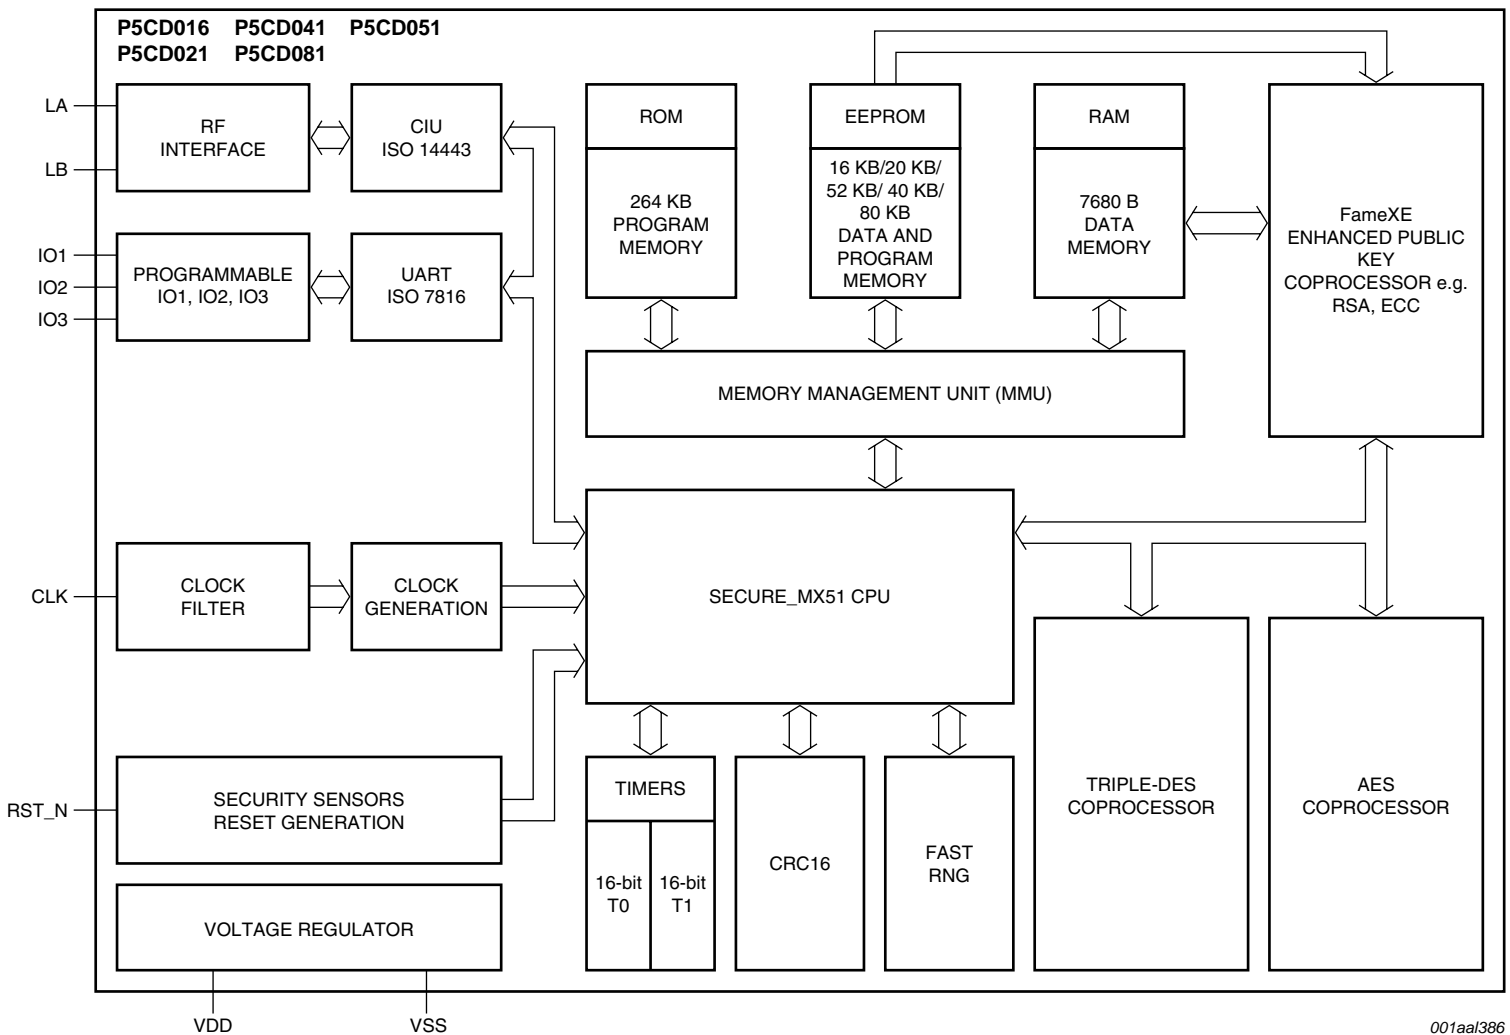 P5CD016 P5CD041 P5CD051
P5CD021 P5CD081
LA
LB
RF
INTERFACE
CIU
ISO 14443
ROM
264 KB
PROGRAM
MEMORY
EEPROM
16 KB/20 KB/
52 KB/ 40 KB/
80 KB
DATA AND
PROGRAM
MEMORY
RAM
7680 B
DATA
MEMORY
FameXE
ENHANCED PUBLIC
KEY
COPROCESSOR e.g.
RSA, ECC
IO1
IO2
IO3
PROGRAMMABLE
IO1, IO2, IO3
UART
ISO 7816
MEMORY MANAGEMENT UNIT (MMU)
CLK
CLOCK
FILTER
CLOCK
GENERATION
SECURE_MX51 CPU
RST_N
SECURITY SENSORS
RESET GENERATION
TIMERS
16-bit
T0
16-bit
T1
CRC16
FAST
RNG
TRIPLE-DES
COPROCESSOR
AES
COPROCESSOR
VOLTAGE REGULATOR
VDD
VSS
001aal386